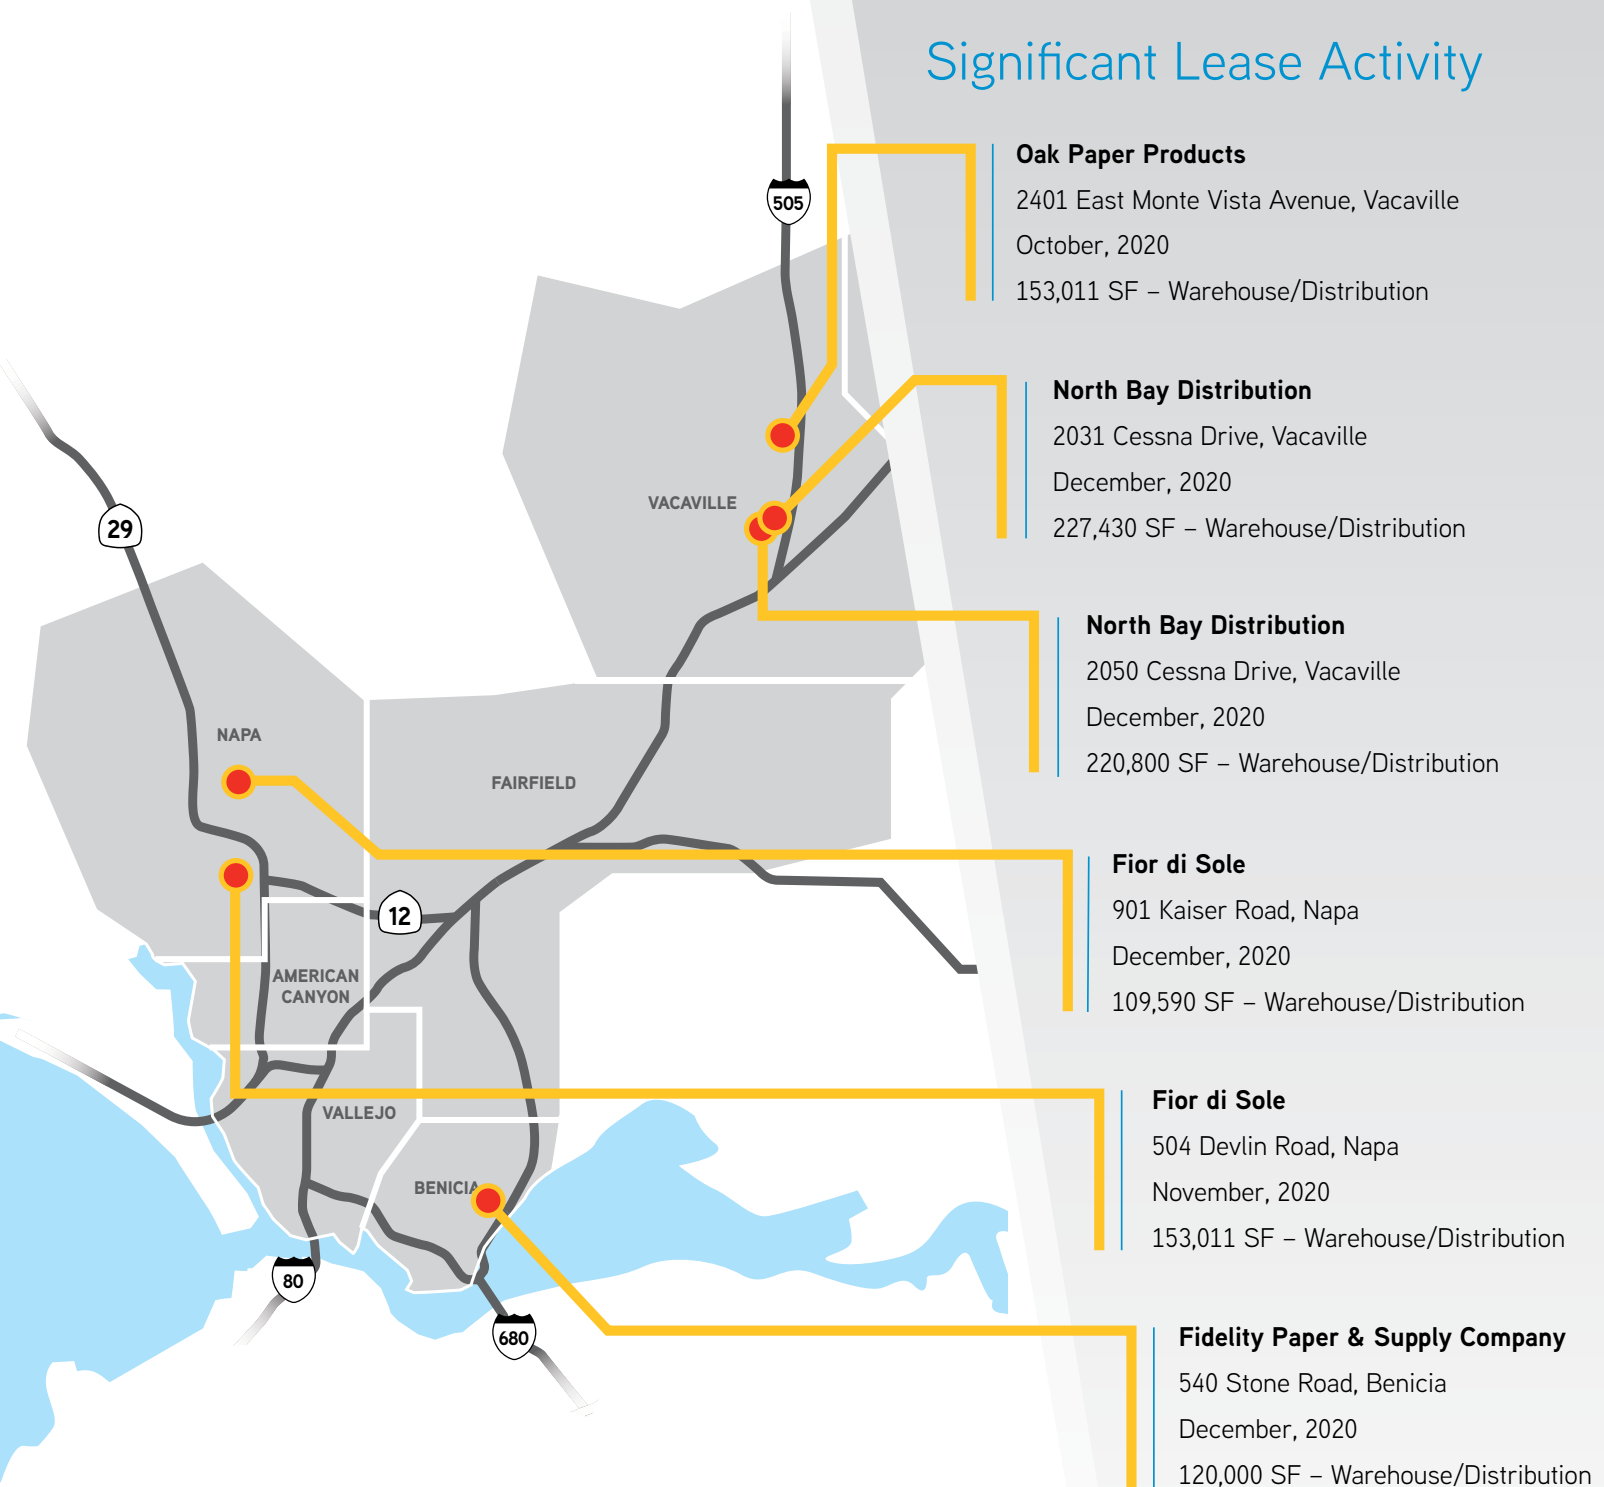 Significant Lease Activity
Oak Paper Products
2401 East Monte Vista Avenue, Vacaville
October, 2020
153,011 SF – Warehouse/Distribution
North Bay Distribution
2031 Cessna Drive, Vacaville
December, 2020
227,430 SF – Warehouse/Distribution
North Bay Distribution
2050 Cessna Drive, Vacaville
December, 2020
220,800 SF – Warehouse/Distribution
Fior di Sole
901 Kaiser Road, Napa
December, 2020
109,590 SF – Warehouse/Distribution
Fior di Sole
504 Devlin Road, Napa
November, 2020
153,011 SF – Warehouse/Distribution
Fidelity Paper & Supply Company
540 Stone Road, Benicia
December, 2020
120,000 SF – Warehouse/Distribution
505
VACAVILLE
29
NAPA
FAIRFIELD
12
AMERICAN
CANYON
VALLEJO
BENICIA
80
680